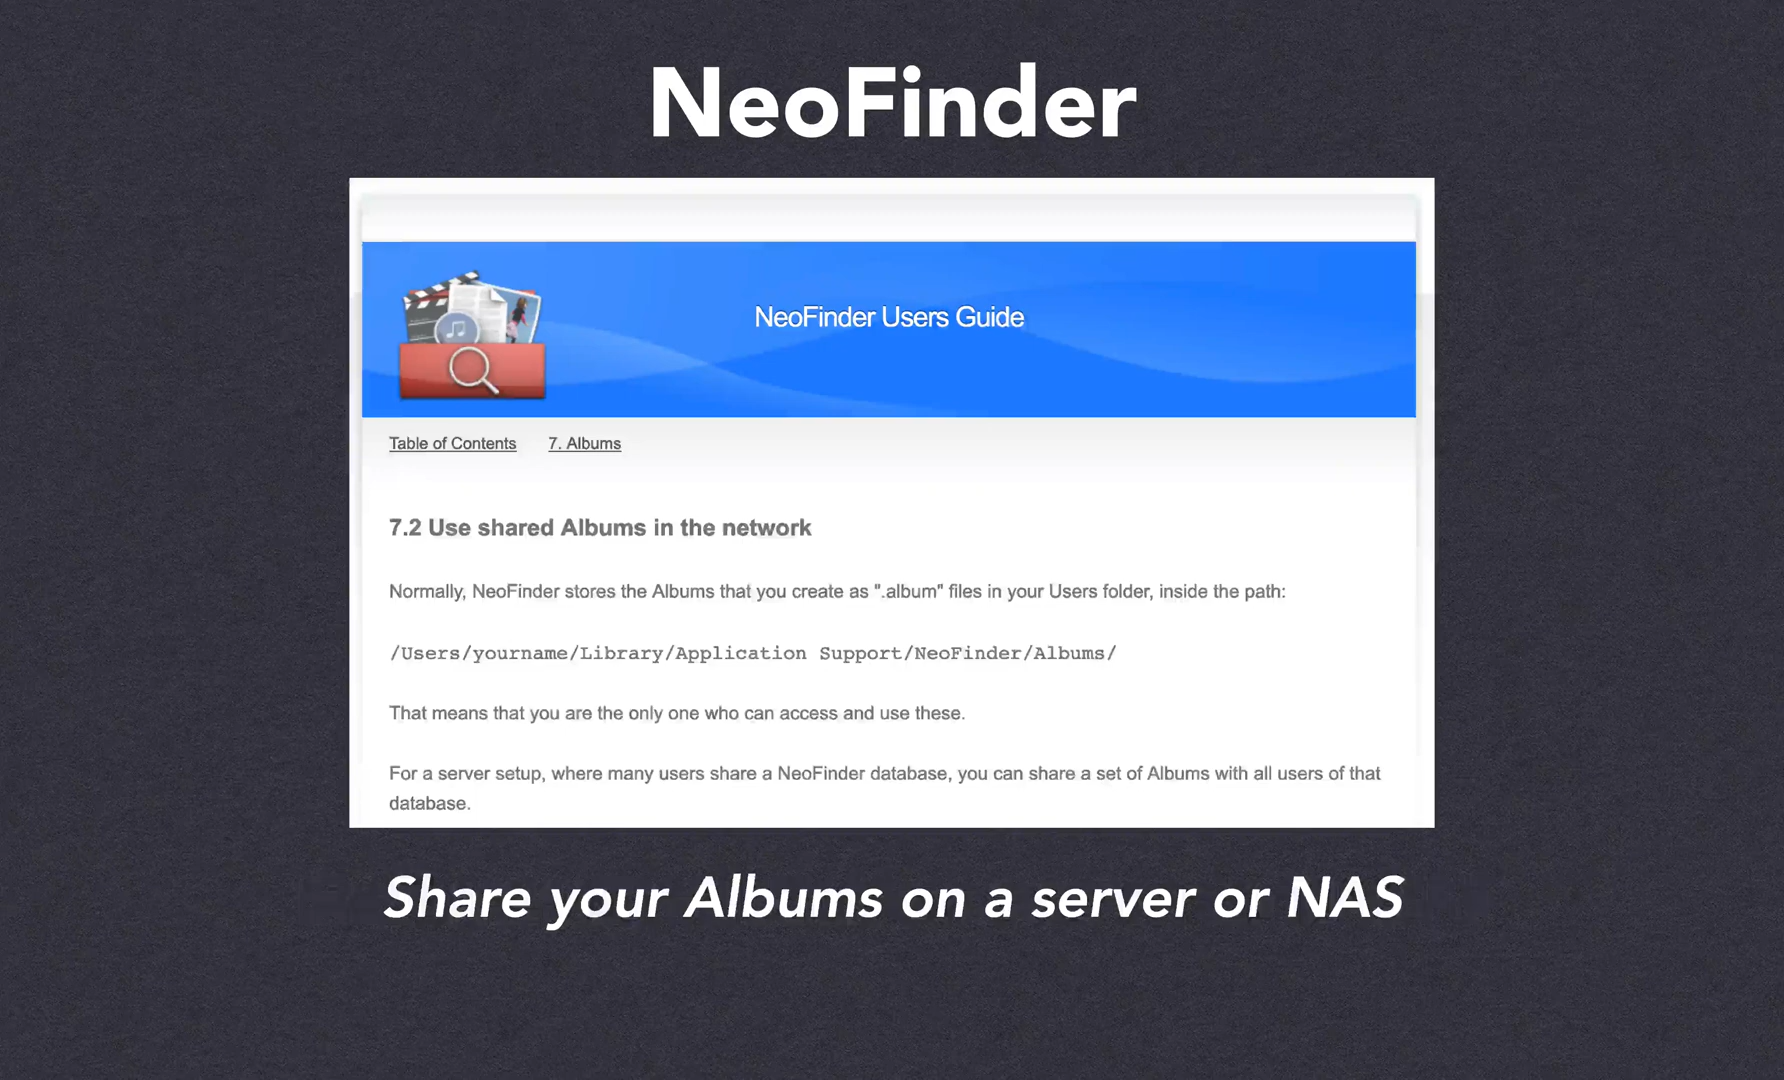 NeoFinder
NeoFinder Users Guide
Table of Contents 7. Albums
7.2 Use shared Albums in the network
Normally, NeoFinder stores the Albums that you create as ".album" files in your Users folder, inside the path:
/Users/yourname/Library/Application Support/NeoFinder/Albums/
That means that you are the only one who can access and use these.
For a server setup, where many users share a NeoFinder database, you can share a set of Albums with all users of that
database.
Share your Albums on a server or NAS